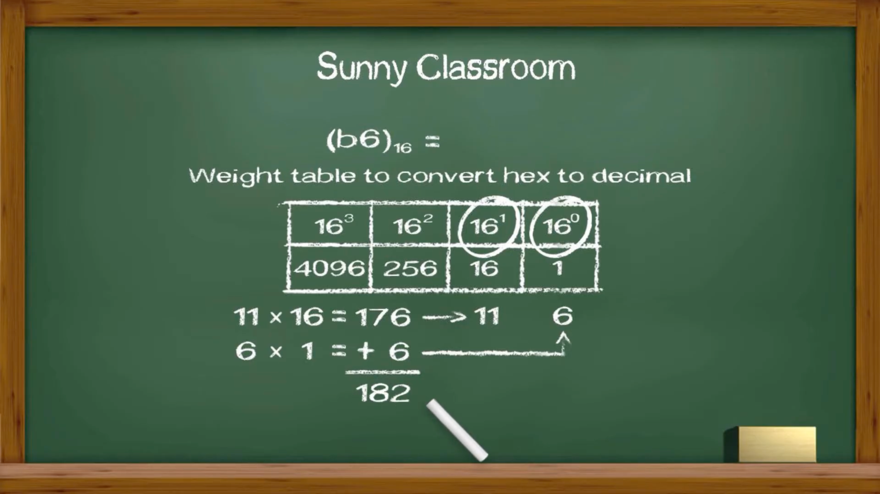 Sunny Classroom
(b6)₁₆ =
Weight table to convert hex to decimal
16³ 16² 16¹ 16⁰
4096 256 16 1
11 × 16 = 176 → 11 6
6 × 1 = + 6
182